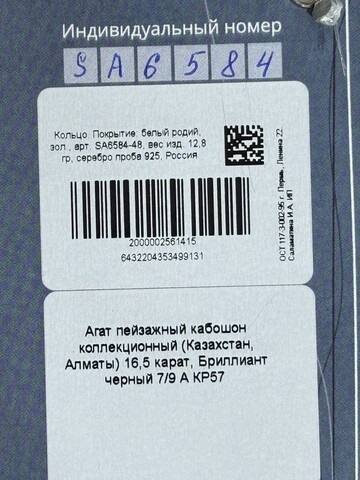 Индивидуальный номер
SA6584
Кольцо. Покрытие: белый родий,
зол., арт. SA6584-48, вес изд. 12,8
гр, серебро проба 925, Россия
2000002561415
6432204353499131
ОСТ 117-3-002-95 г. Пермь, Ленина 22
Саламатина И.А. ИП
Агат пейзажный кабошон
коллекционный (Казахстан,
Алматы) 16,5 карат, Бриллиант
черный 7/9 А КР57